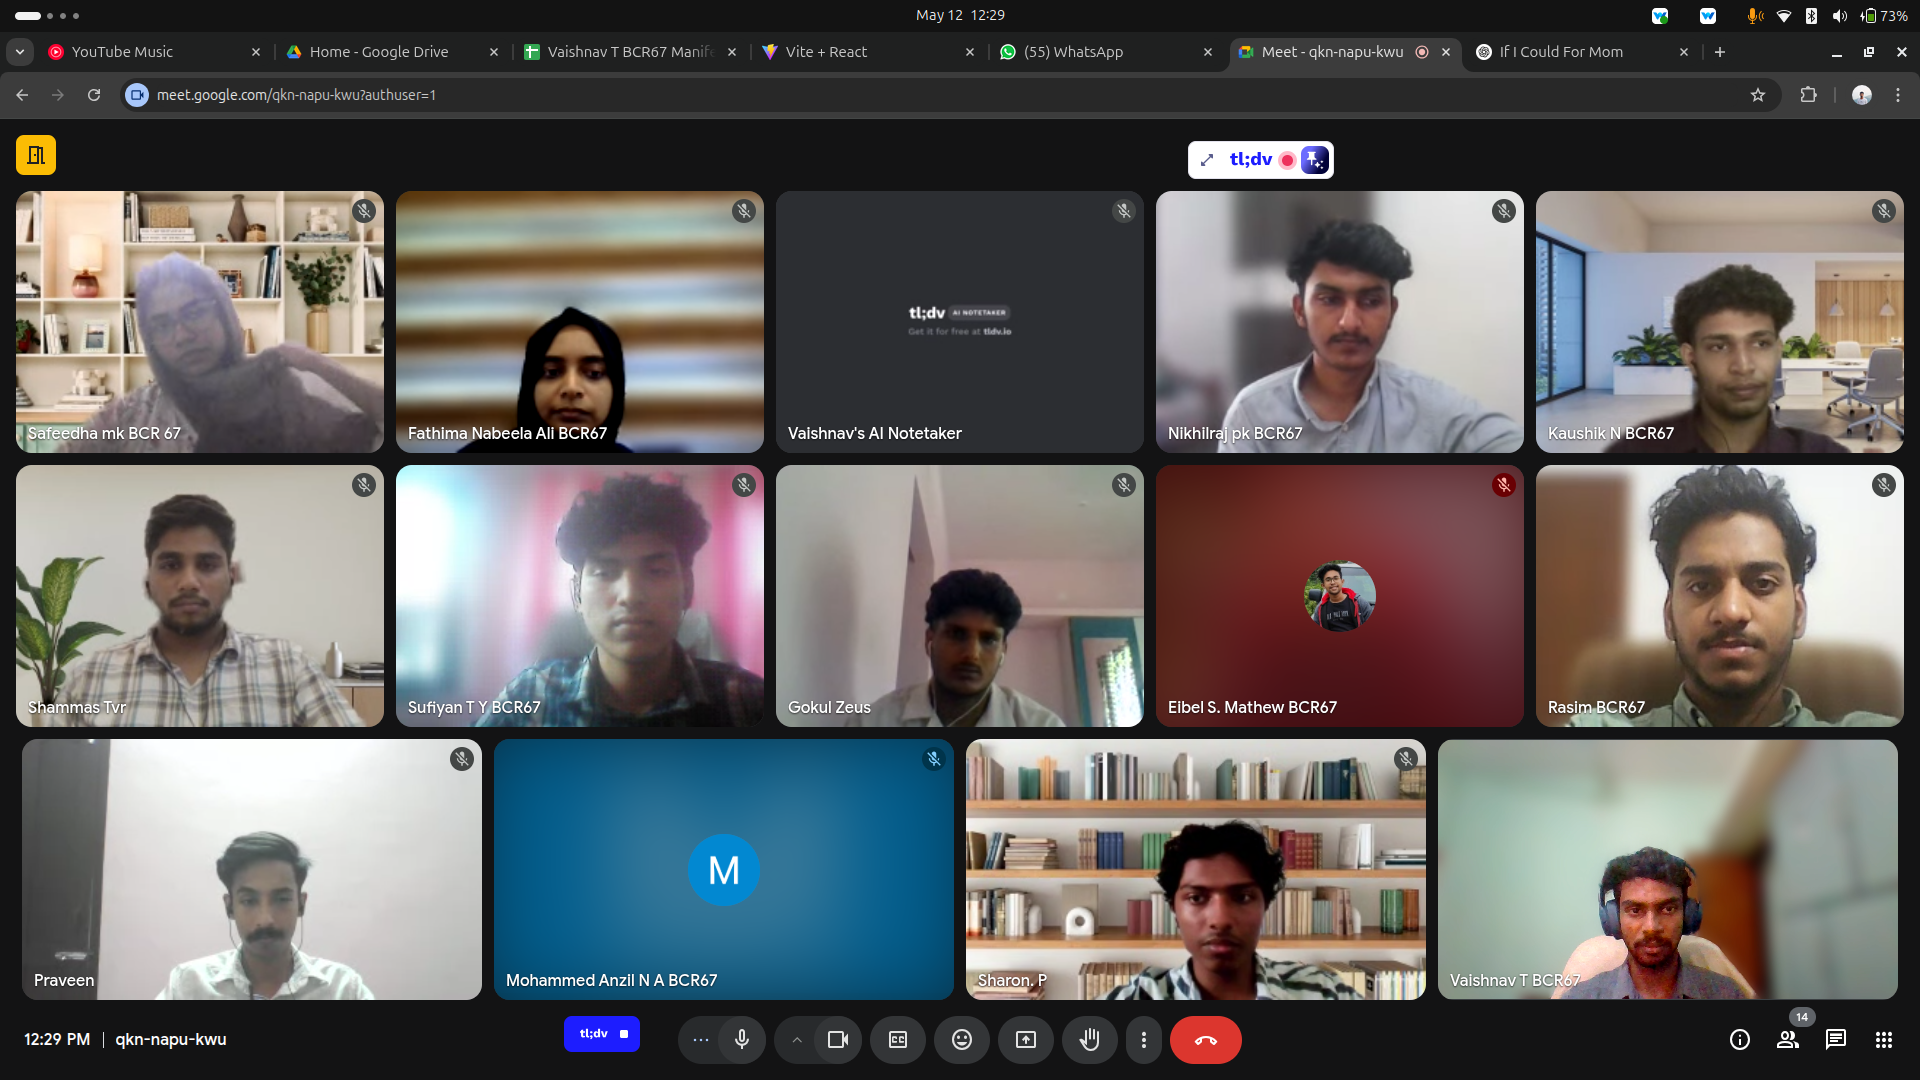 May 12 12:29
73%
YouTube Music
Home - Google Drive
Vaishnav T BCR67 Manife
Vite + React
(55) WhatsApp
Meet - qkn-napu-kwu
If I Could For Mom
meet.google.com/qkn-napu-kwu?authuser=1
tl;dv
Safeedha mk BCR 67
Fathima Nabeela Ali BCR67
tl;dv AI NOTETAKER
Get it for free at tldv.io
Vaishnav's AI Notetaker
Nikhilraj pk BCR67
Kaushik N BCR67
Shammas Tvr
Sufiyan T Y BCR67
Gokul Zeus
Eibel S. Mathew BCR67
Rasim BCR67
Praveen
M
Mohammed Anzil N A BCR67
Sharon. P
Vaishnav T BCR67
12:29 PM | qkn-napu-kwu
tl;dv
CC
14